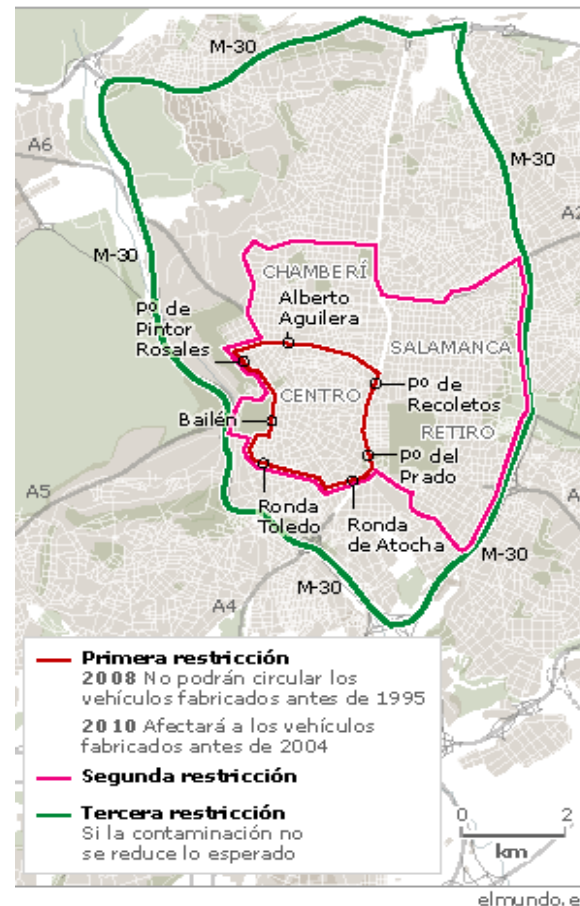 M-30
A6
M-30
A2
M-30
CHAMBERÍ
Pº de
Pintor
Rosales
Alberto
Aguilera
SALAMANCA
CENTRO
Pº de
Recoletos
Bailén
RETIRO
Pº del
Prado
A5
Ronda
Toledo
Ronda
de Atocha
M-30
M-30
A4
Primera restricción
2008 No podrán circular los
vehículos fabricados antes de 1995
2010 Afectará a los vehículos
fabricados antes de 2004
Segunda restricción
Tercera restricción
Si la contaminación no
se reduce lo esperado
0 2
km
elmundo.e